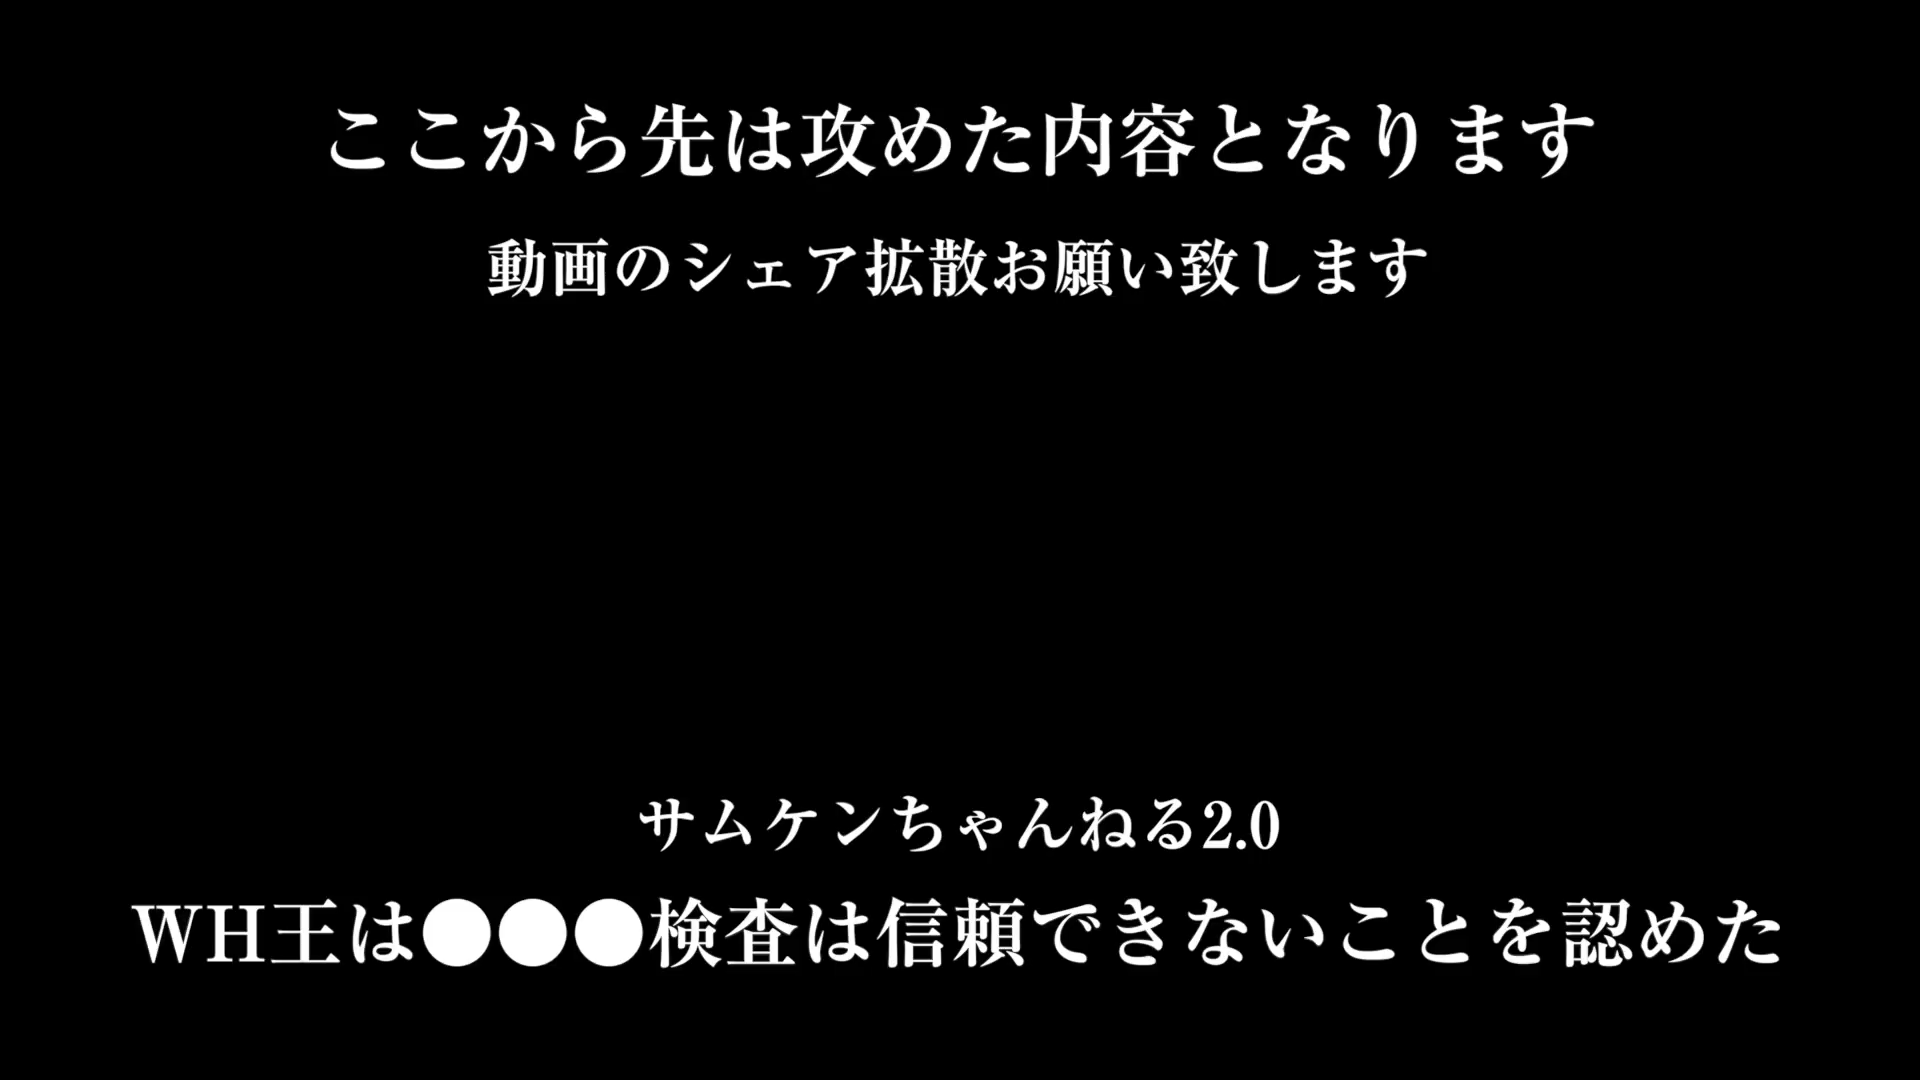 ここから先は攻めた内容となります
動画のシェア拡散お願い致します
サムケンちゃんねる2.0
WH王は●●●検査は信頼できないことを認めた